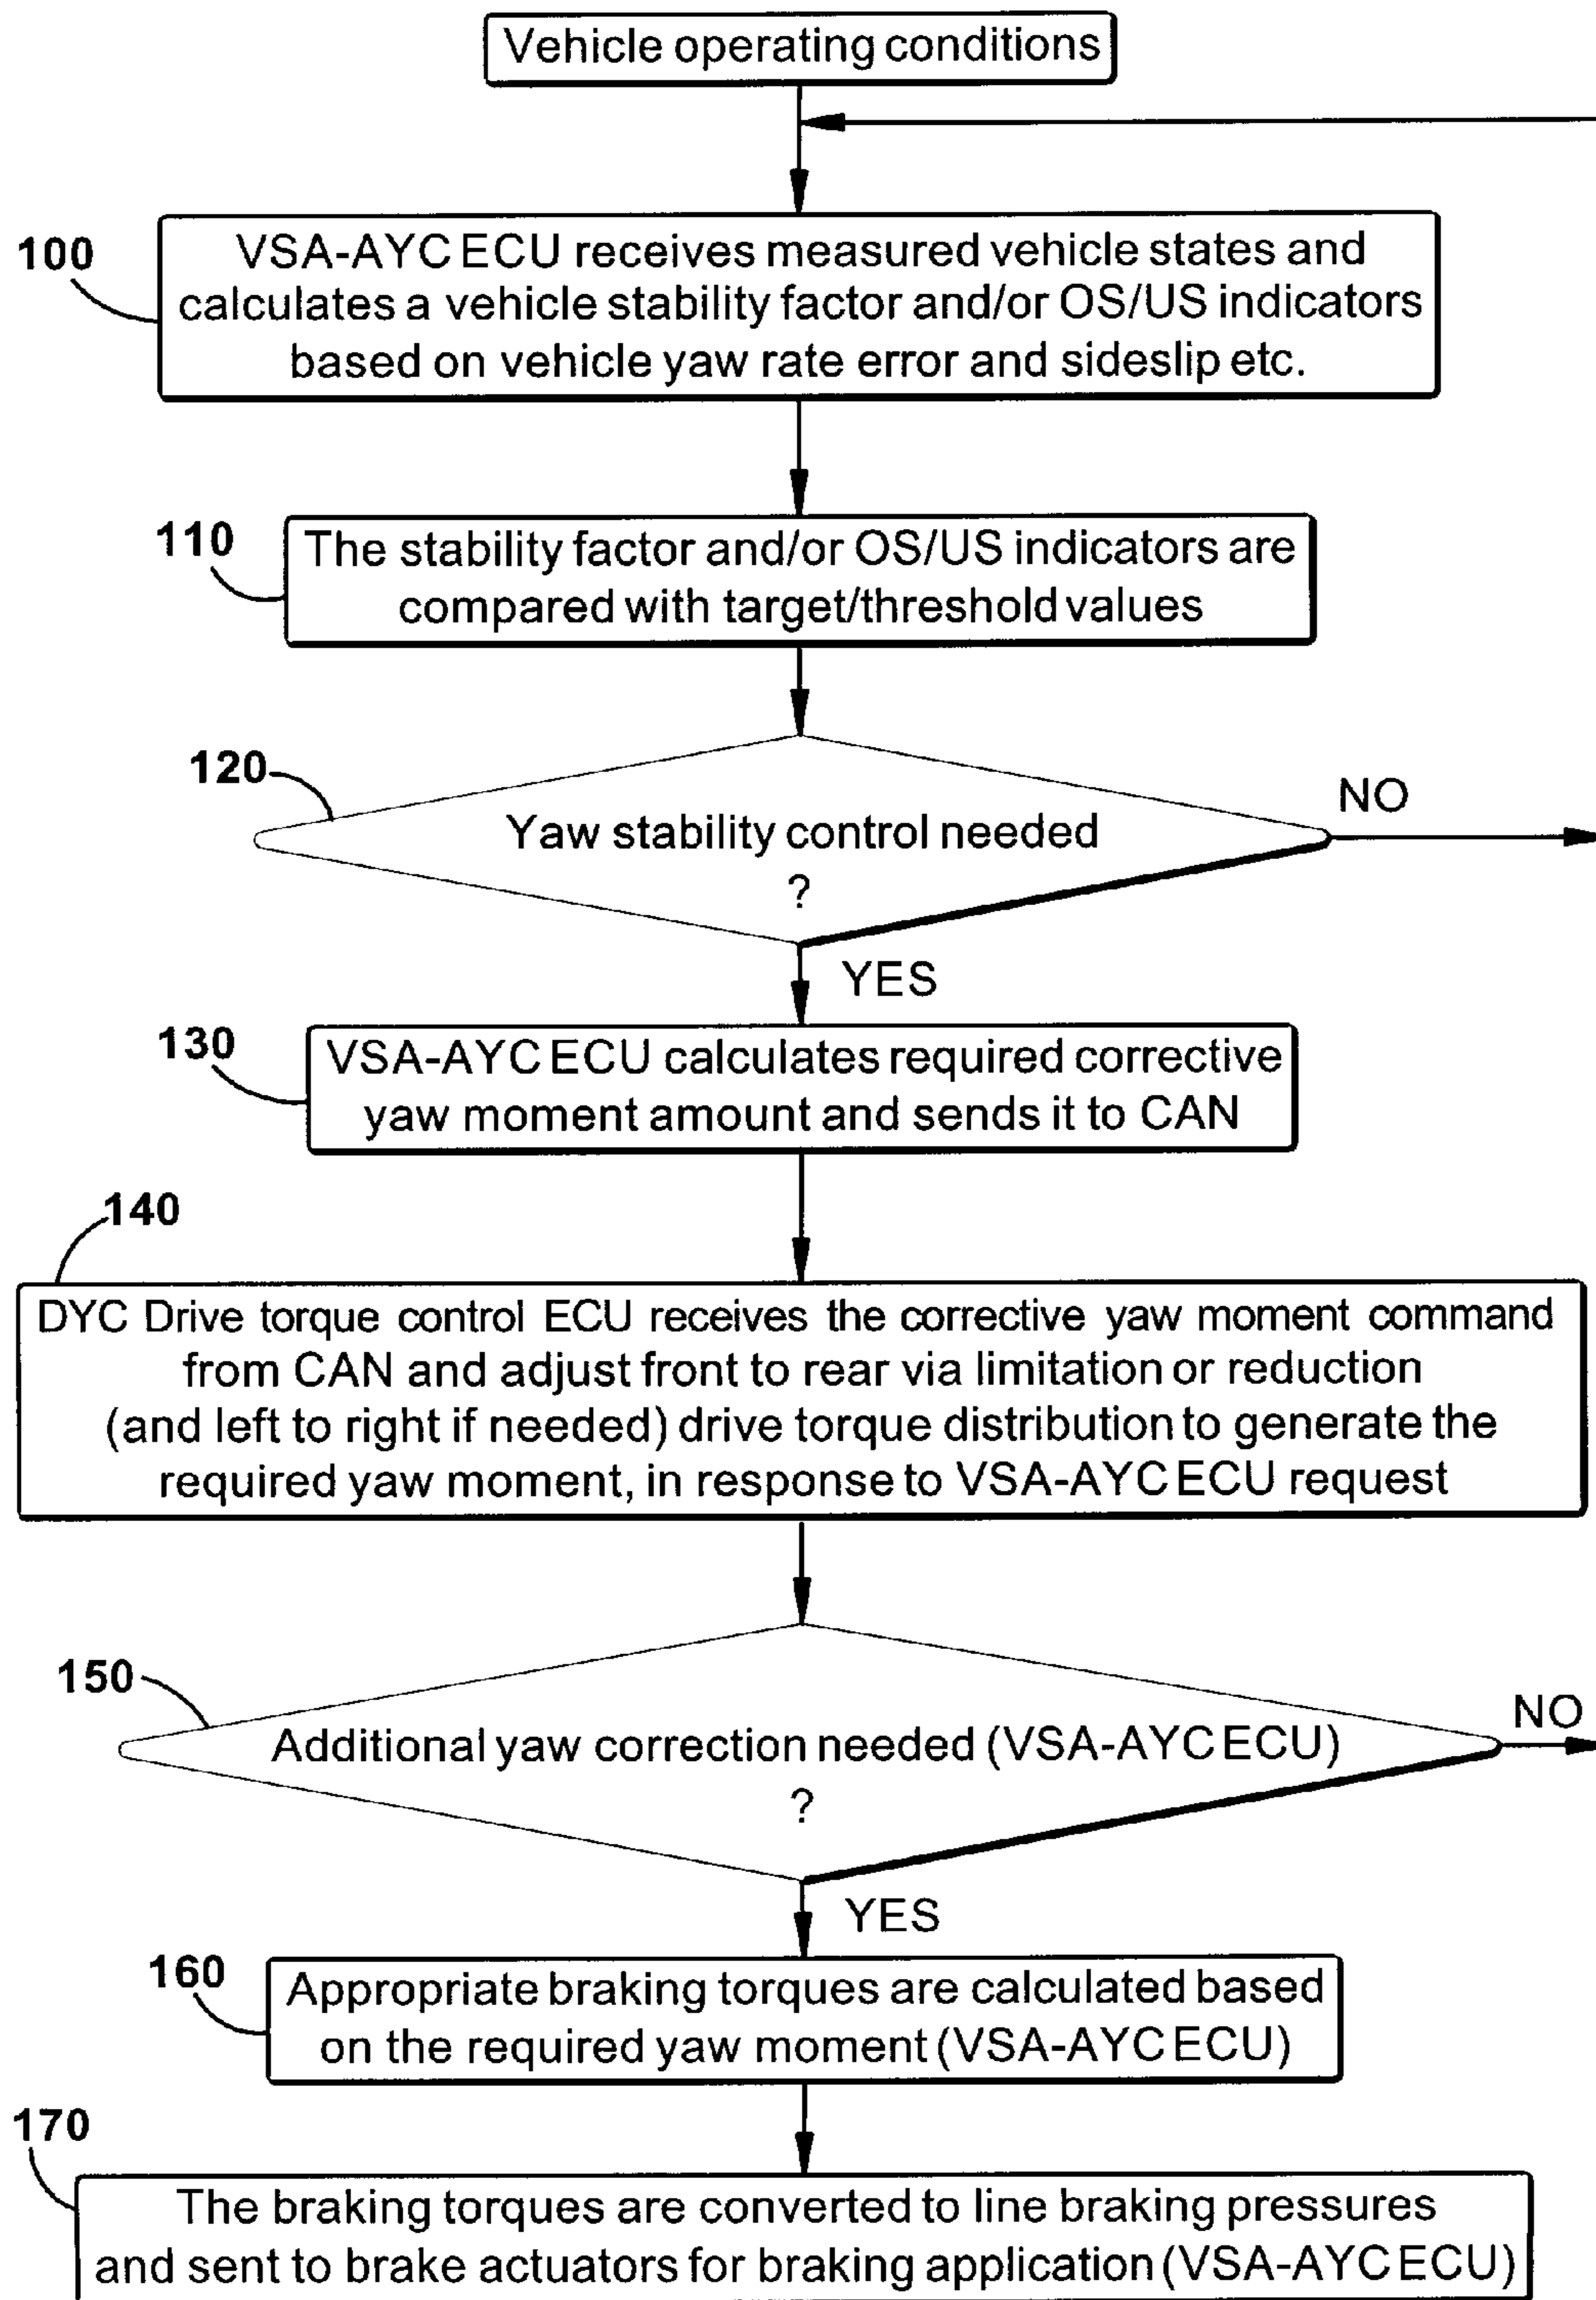 Vehicle operating conditions
100
VSA-AYC ECU receives measured vehicle states and
calculates a vehicle stability factor and/or OS/US indicators
based on vehicle yaw rate error and sideslip etc.
110
The stability factor and/or OS/US indicators are
compared with target/threshold values
120
Yaw stability control needed
?
NO
YES
130
VSA-AYC ECU calculates required corrective
yaw moment amount and sends it to CAN
140
DYC Drive torque control ECU receives the corrective yaw moment command
from CAN and adjust front to rear via limitation or reduction
(and left to right if needed) drive torque distribution to generate the
required yaw moment, in response to VSA-AYC ECU request
150
Additional yaw correction needed (VSA-AYC ECU)
?
NO
YES
160
Appropriate braking torques are calculated based
on the required yaw moment (VSA-AYC ECU)
170
The braking torques are converted to line braking pressures
and sent to brake actuators for braking application (VSA-AYC ECU)